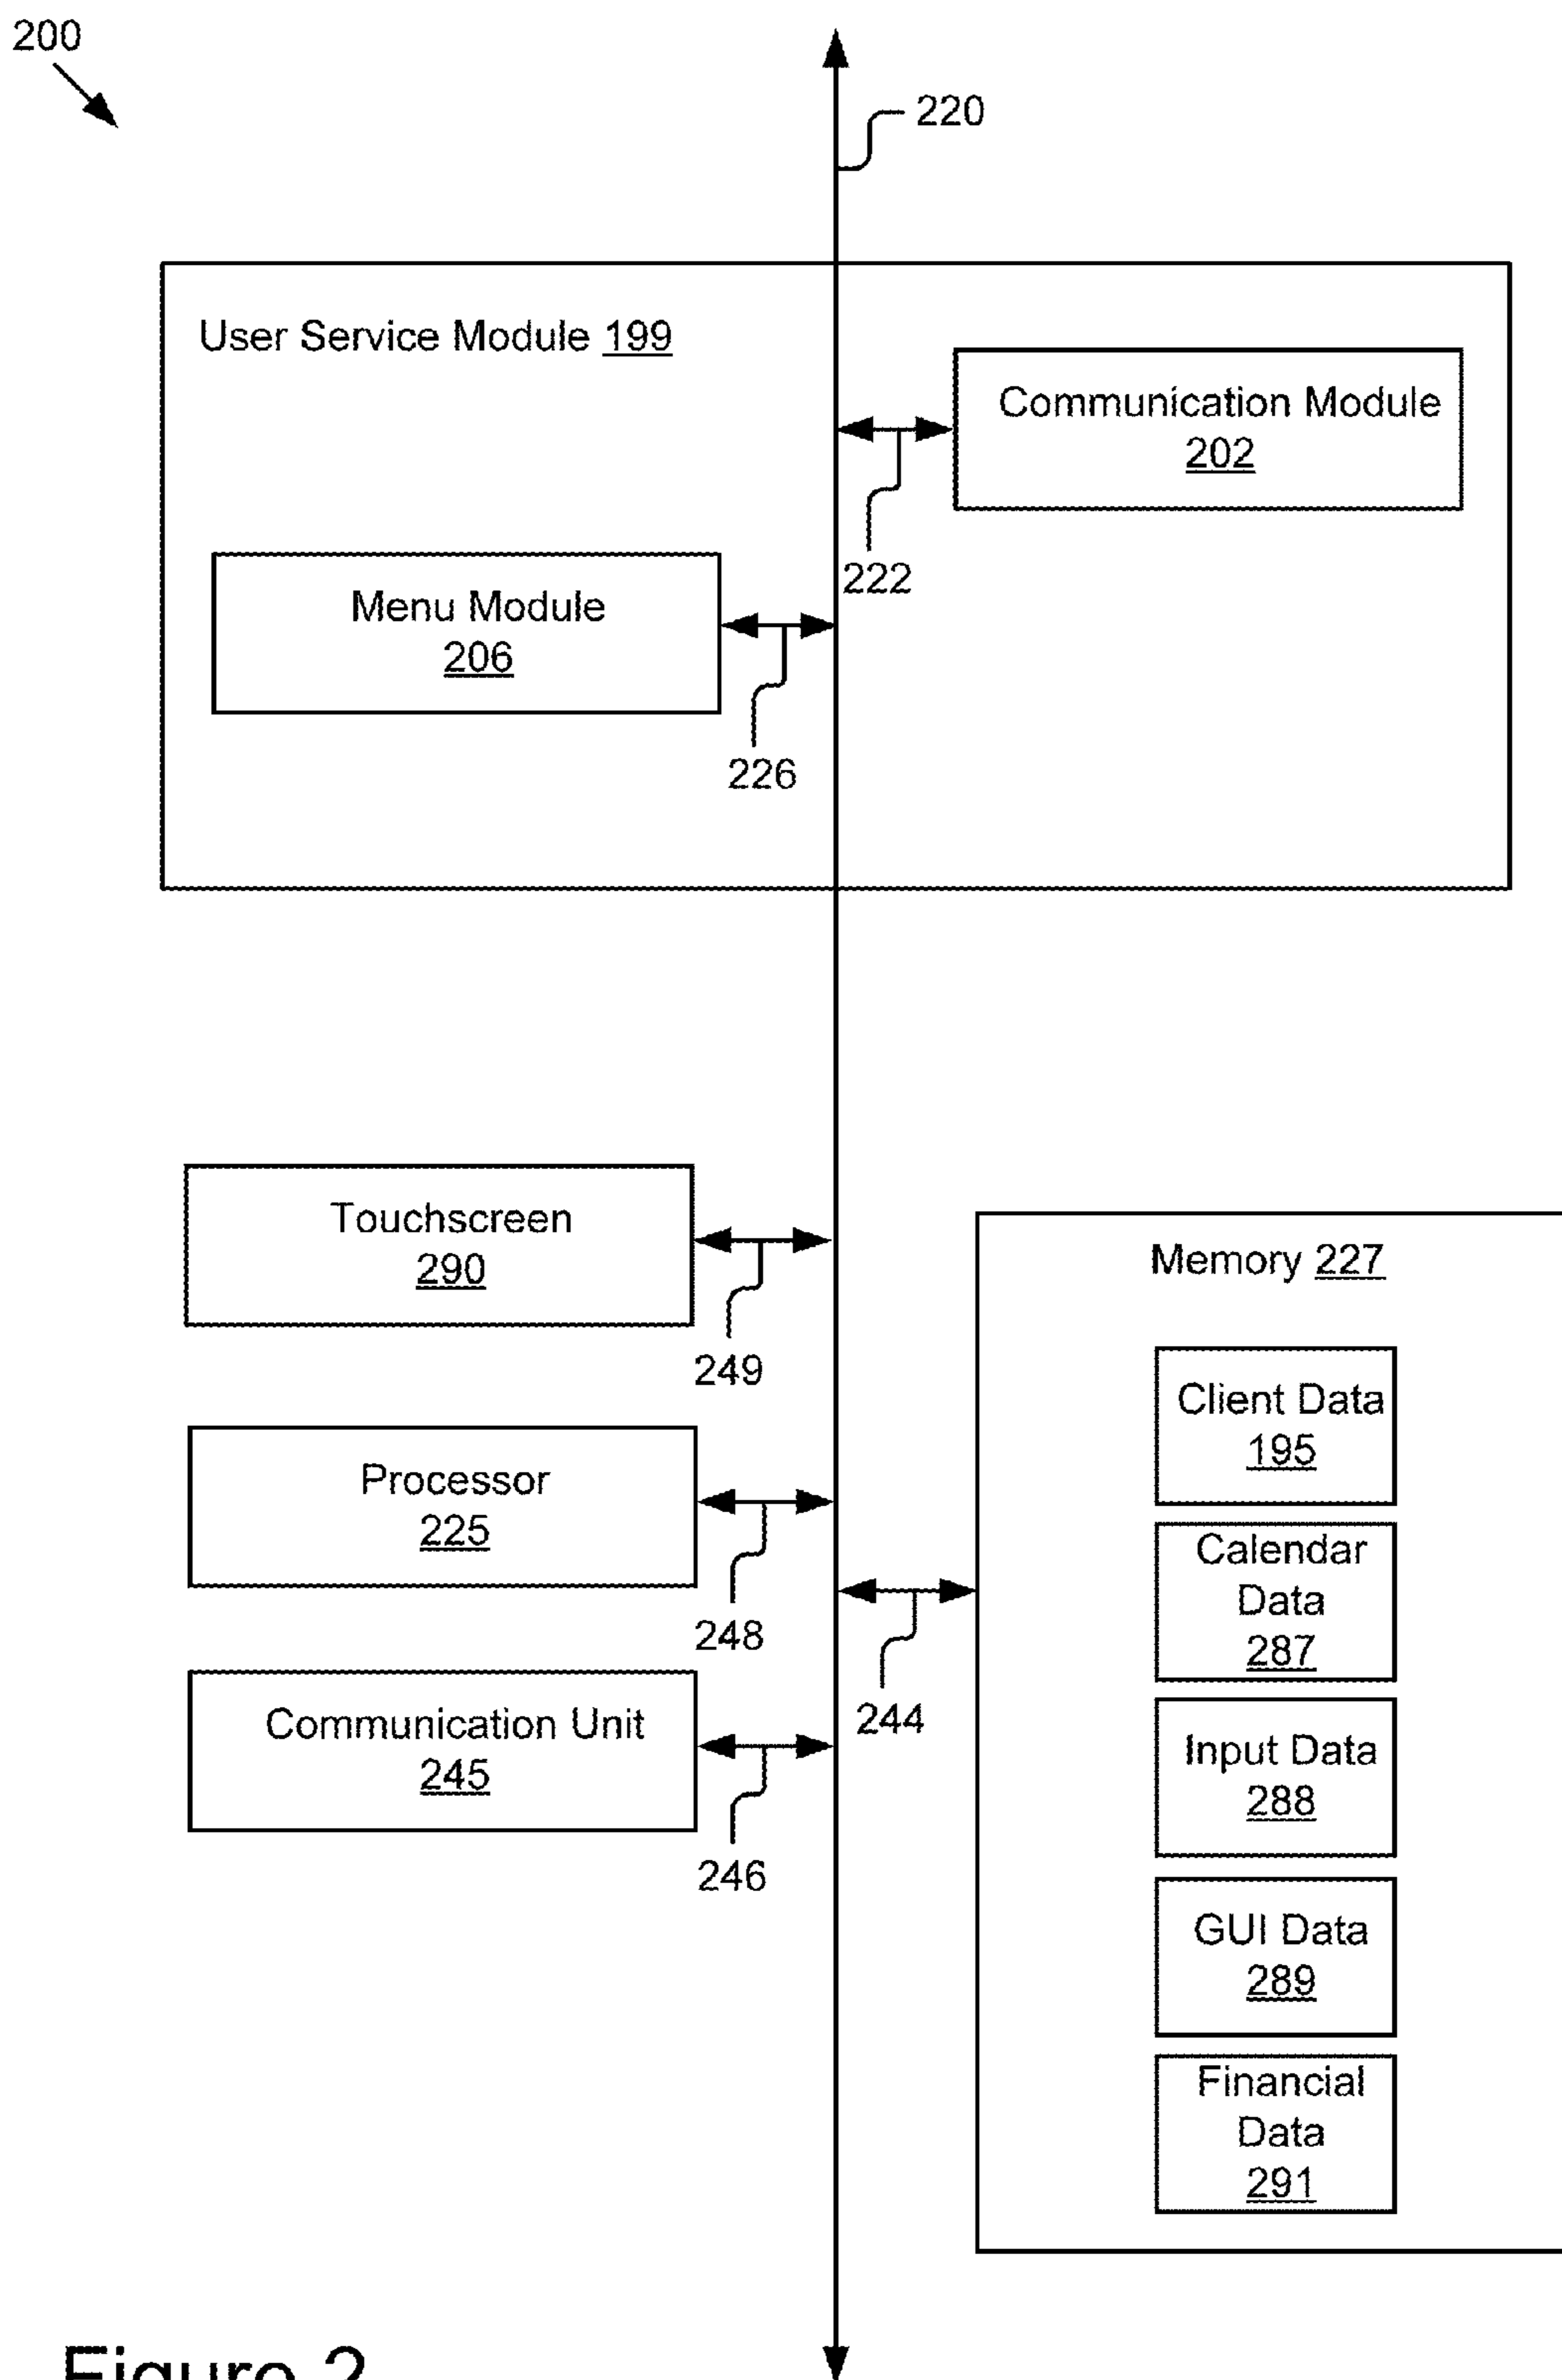 200
220
User Service Module 199
Communication Module
202
222
Menu Module
206
226
Touchscreen
290
249
Memory 227
Client Data
195
Processor
225
248
Calendar
Data
287
244
Communication Unit
245
246
Input Data
288
GUI Data
289
Financial
Data
291
Figure 2